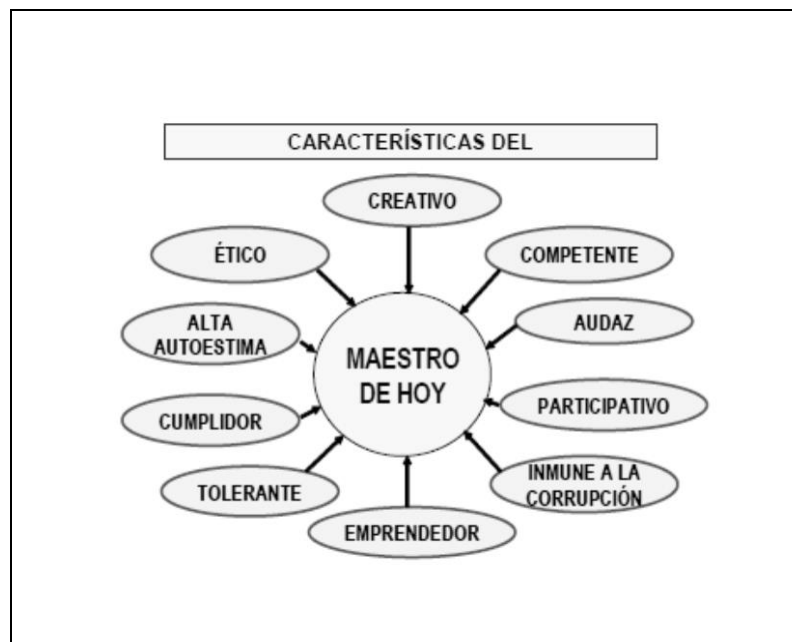 CARACTERÍSTICAS DEL
CREATIVO
ÉTICO
COMPETENTE
ALTA
AUTOESTIMA
AUDAZ
MAESTRO
DE HOY
CUMPLIDOR
PARTICIPATIVO
TOLERANTE
INMUNE A LA
CORRUPCIÓN
EMPRENDEDOR